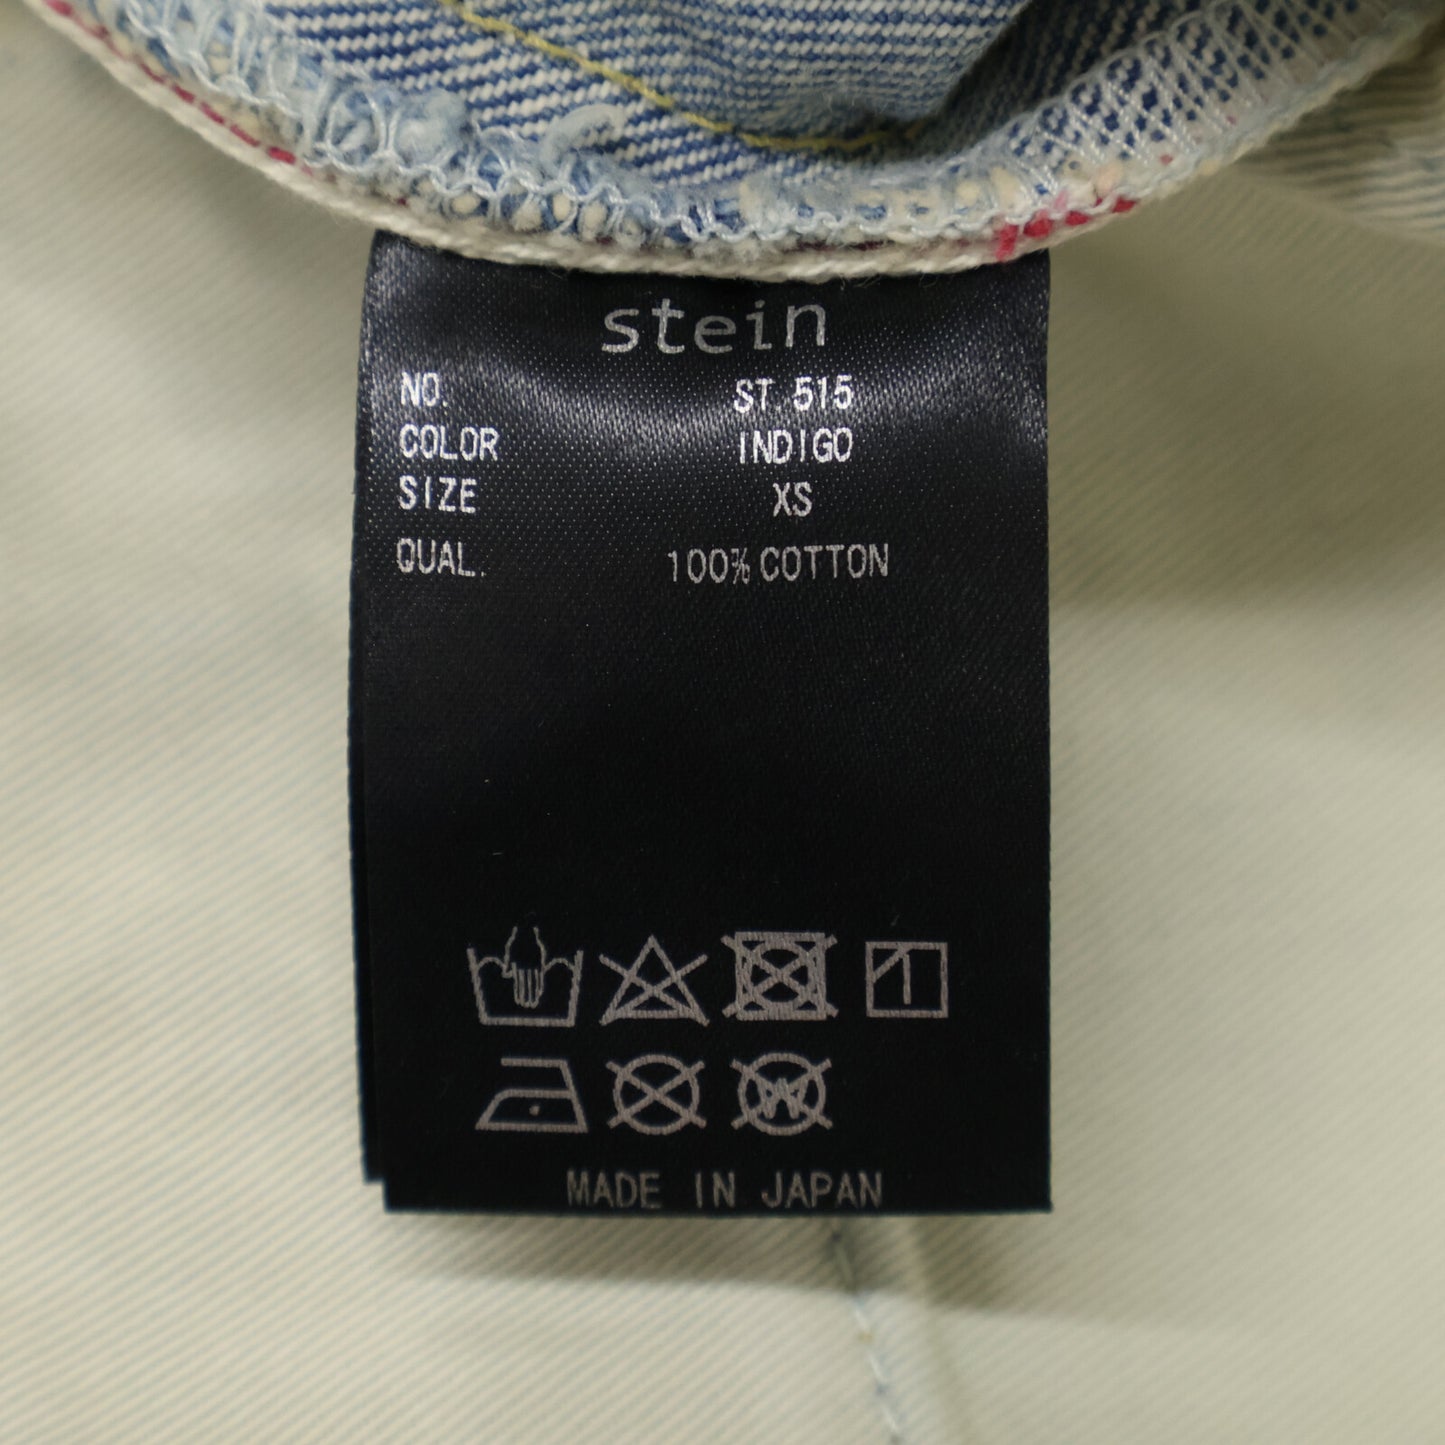 stein
NO. ST.515
COLOR INDIGO
SIZE XS
QUAL. 100% COTTON
W
MADE IN JAPAN